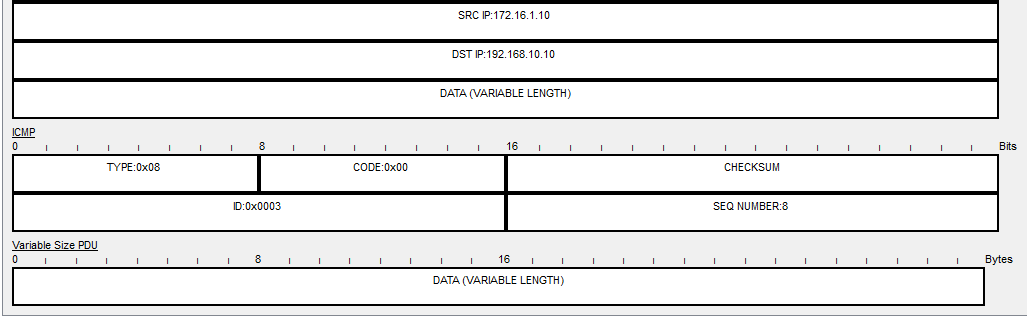 SRC IP:172.16.1.10
DST IP:192.168.10.10
DATA (VARIABLE LENGTH)
ICMP
0 8 16 Bits
TYPE:0x08 CODE:0x00 CHECKSUM
ID:0x0003 SEQ NUMBER:8
Variable Size PDU
0 8 16 Bytes
DATA (VARIABLE LENGTH)